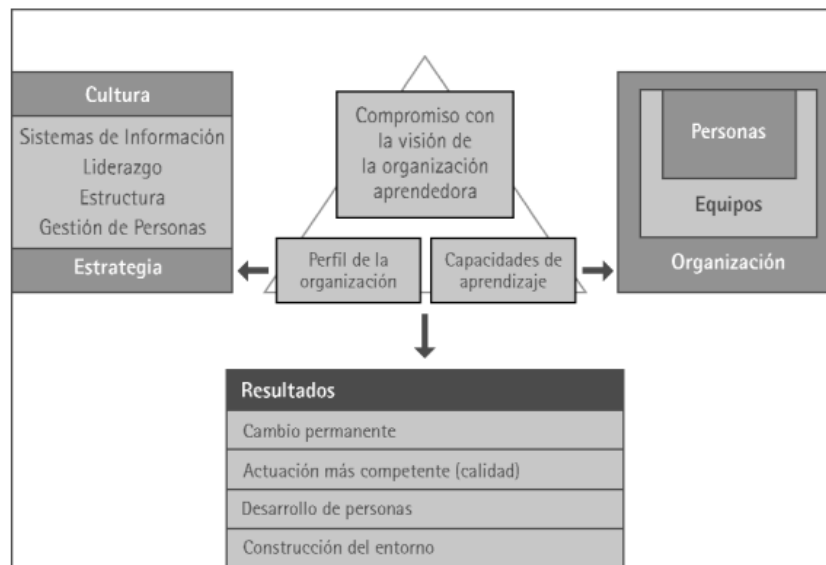 Cultura
Sistemas de Información
Liderazgo
Estructura
Gestión de Personas
Estrategia
Compromiso con
la visión de
la organización
aprendedora
Perfil de la
organización
Capacidades de
aprendizaje
Personas
Equipos
Organización
Resultados
Cambio permanente
Actuación más competente (calidad)
Desarrollo de personas
Construcción del entorno